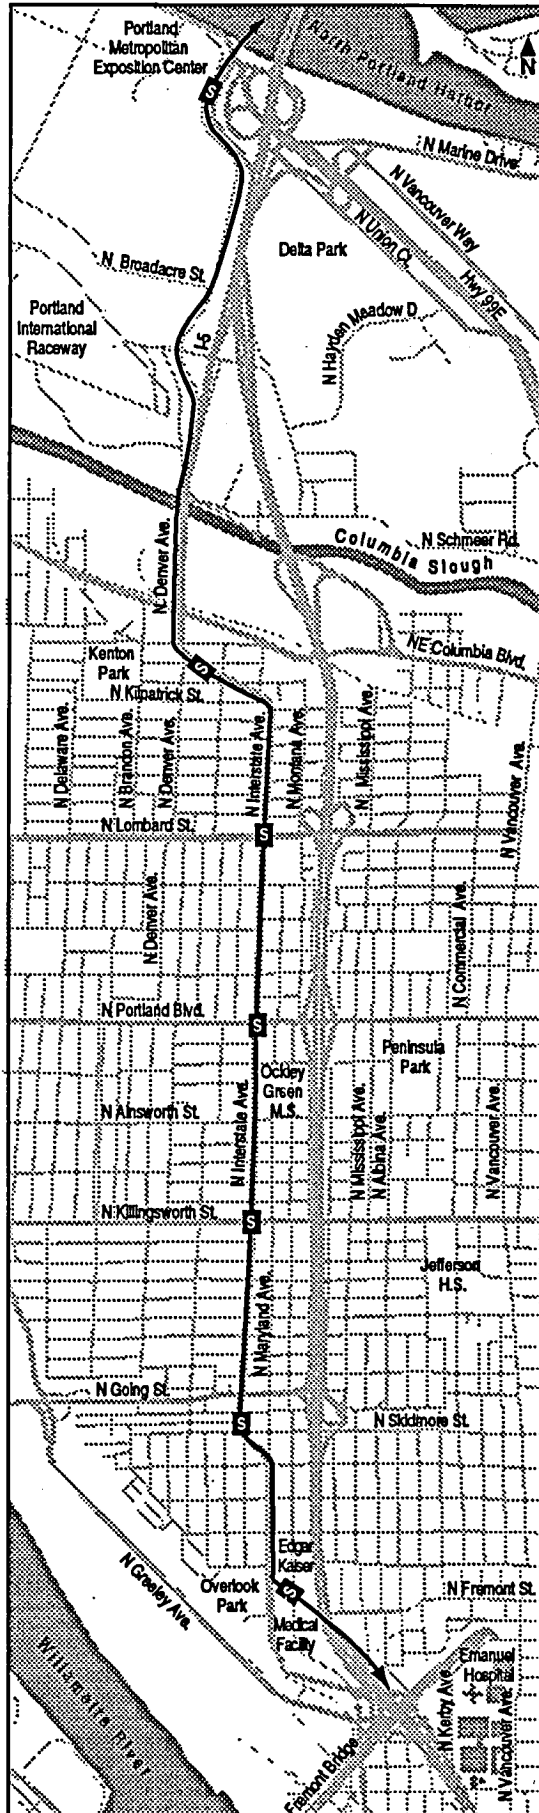 Portland
Metropolitan
Exposition Center
North Portland Harbor
N
S
N Marine Drive
N Vancouver Way
N Union Ct.
Hwy 99E
Delta Park
N. Broadacre St.
Portland
International
Raceway
I-5
N Hayden Meadow D
N Schmeer Rd.
Columbia Slough
N. Denver Ave.
NE Columbia Blvd.
Kenton
Park
S
N Kilpatrick St.
N Delaware Ave.
N Brandon Ave.
N Denver Ave.
N Interstate Ave.
N Montana Ave.
N Mississippi Ave.
N Vancouver Ave.
N Lombard St.
S
N Denver Ave.
N Commercial Ave.
N Portland Blvd.
S
Peninsula
Park
Ockley
Green
M.S.
N Interstate Ave.
N Ainsworth St.
N Mississippi Ave.
N Albina Ave.
N Vancouver Ave.
N Killingsworth St.
S
Jefferson
H.S.
N Maryland Ave.
N Going St.
S
N Skidmore St.
Edgar
Kaiser
Medical
Facility
S
Overlook
Park
N Fremont St.
N Greeley Ave.
Willamatte River
Emanuel
Hospital
N Kerby Ave.
N Vancouver Ave.
Fremont Bridge